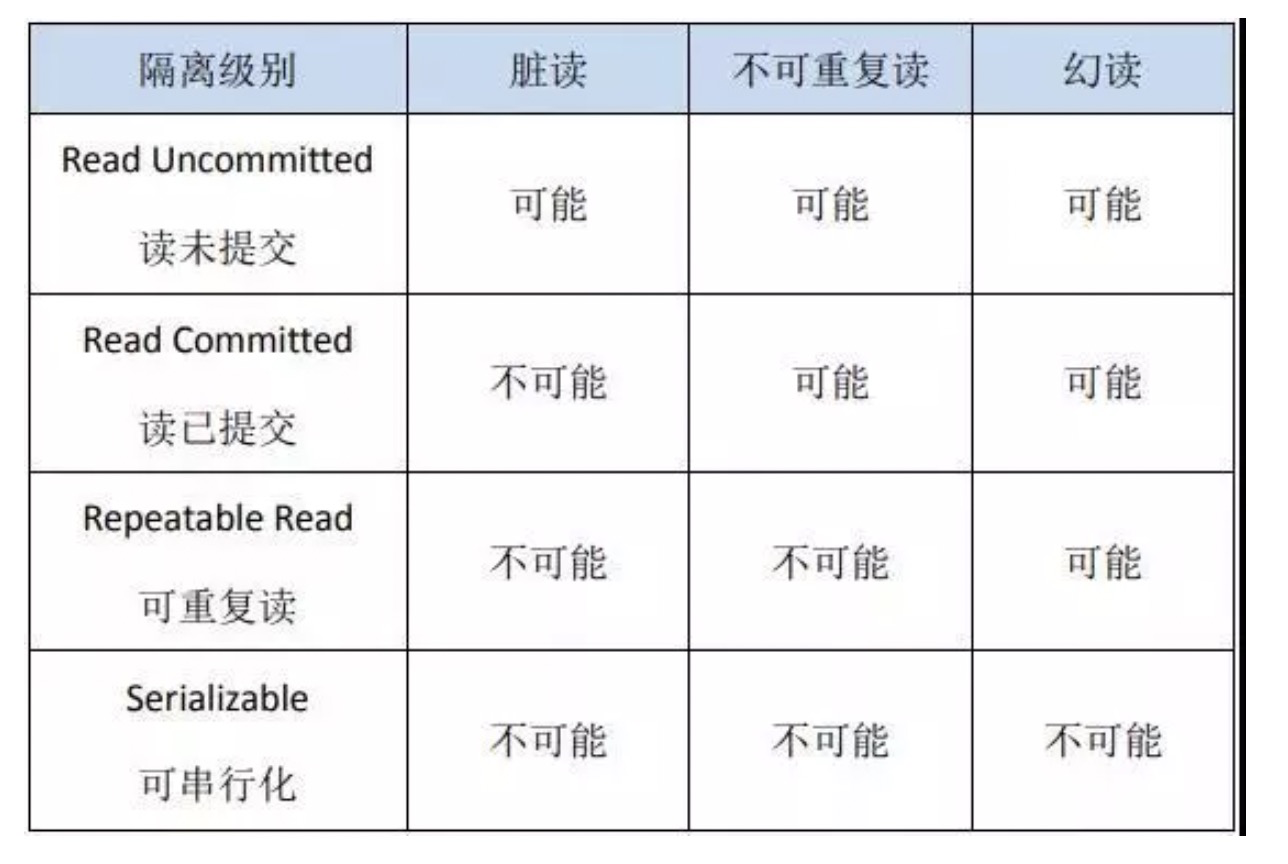 隔离级别 脏读 不可重复读 幻读
Read Uncommitted
读未提交 可能 可能 可能
Read Committed
读已提交 不可能 可能 可能
Repeatable Read
可重复读 不可能 不可能 可能
Serializable
可串行化 不可能 不可能 不可能